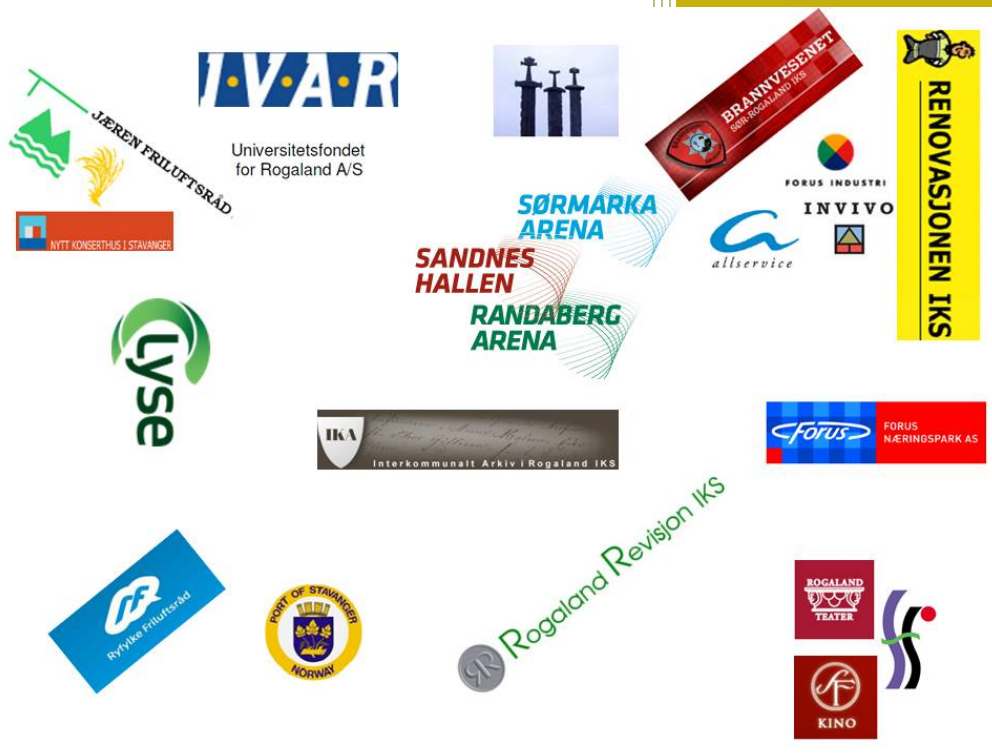 I·V·A·R
BRANNVESENET
SØR-ROGALAND IKS
RENOVASJONEN IKS
JÆREN FRILUFTSRÅD
Universitetsfondet
for Rogaland A/S
FORUS INDUSTRI
INVIVO
allservice
SØRMARKA
ARENA
NYTT KONSERTHUS I STAVANGER
SANDNES
HALLEN
RANDABERG
ARENA
Lyse
IKA
Interkommunalt Arkiv i Rogaland IKS
Forus
FORUS
NÆRINGSPARK AS
Rogaland Revisjon IKS
RR
Ryfylke Friluftsråd
PORT OF STAVANGER
NORWAY
ROGALAND
TEATER
SF
KINO